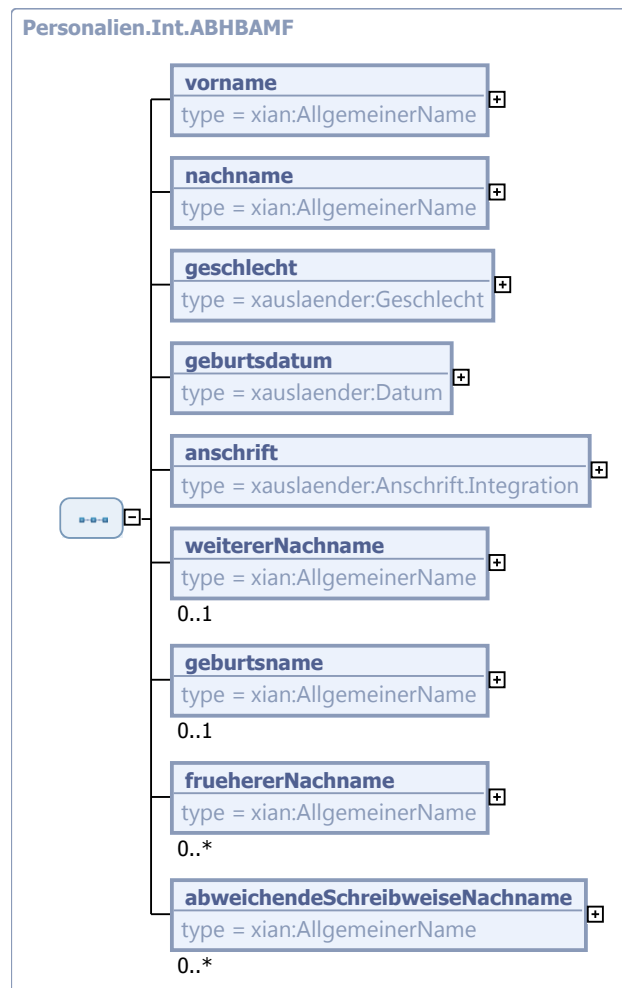 Personalien.Int.ABHBAMF
vorname
type = xian:AllgemeinerName
nachname
type = xian:AllgemeinerName
geschlecht
type = xauslaender:Geschlecht
geburtsdatum
type = xauslaender:Datum
anschrift
type = xauslaender:Anschrift.Integration
weitererNachname
type = xian:AllgemeinerName
0..1
geburtsname
type = xian:AllgemeinerName
0..1
fruehererNachname
type = xian:AllgemeinerName
0..*
abweichendeSchreibweiseNachname
type = xian:AllgemeinerName
0..*